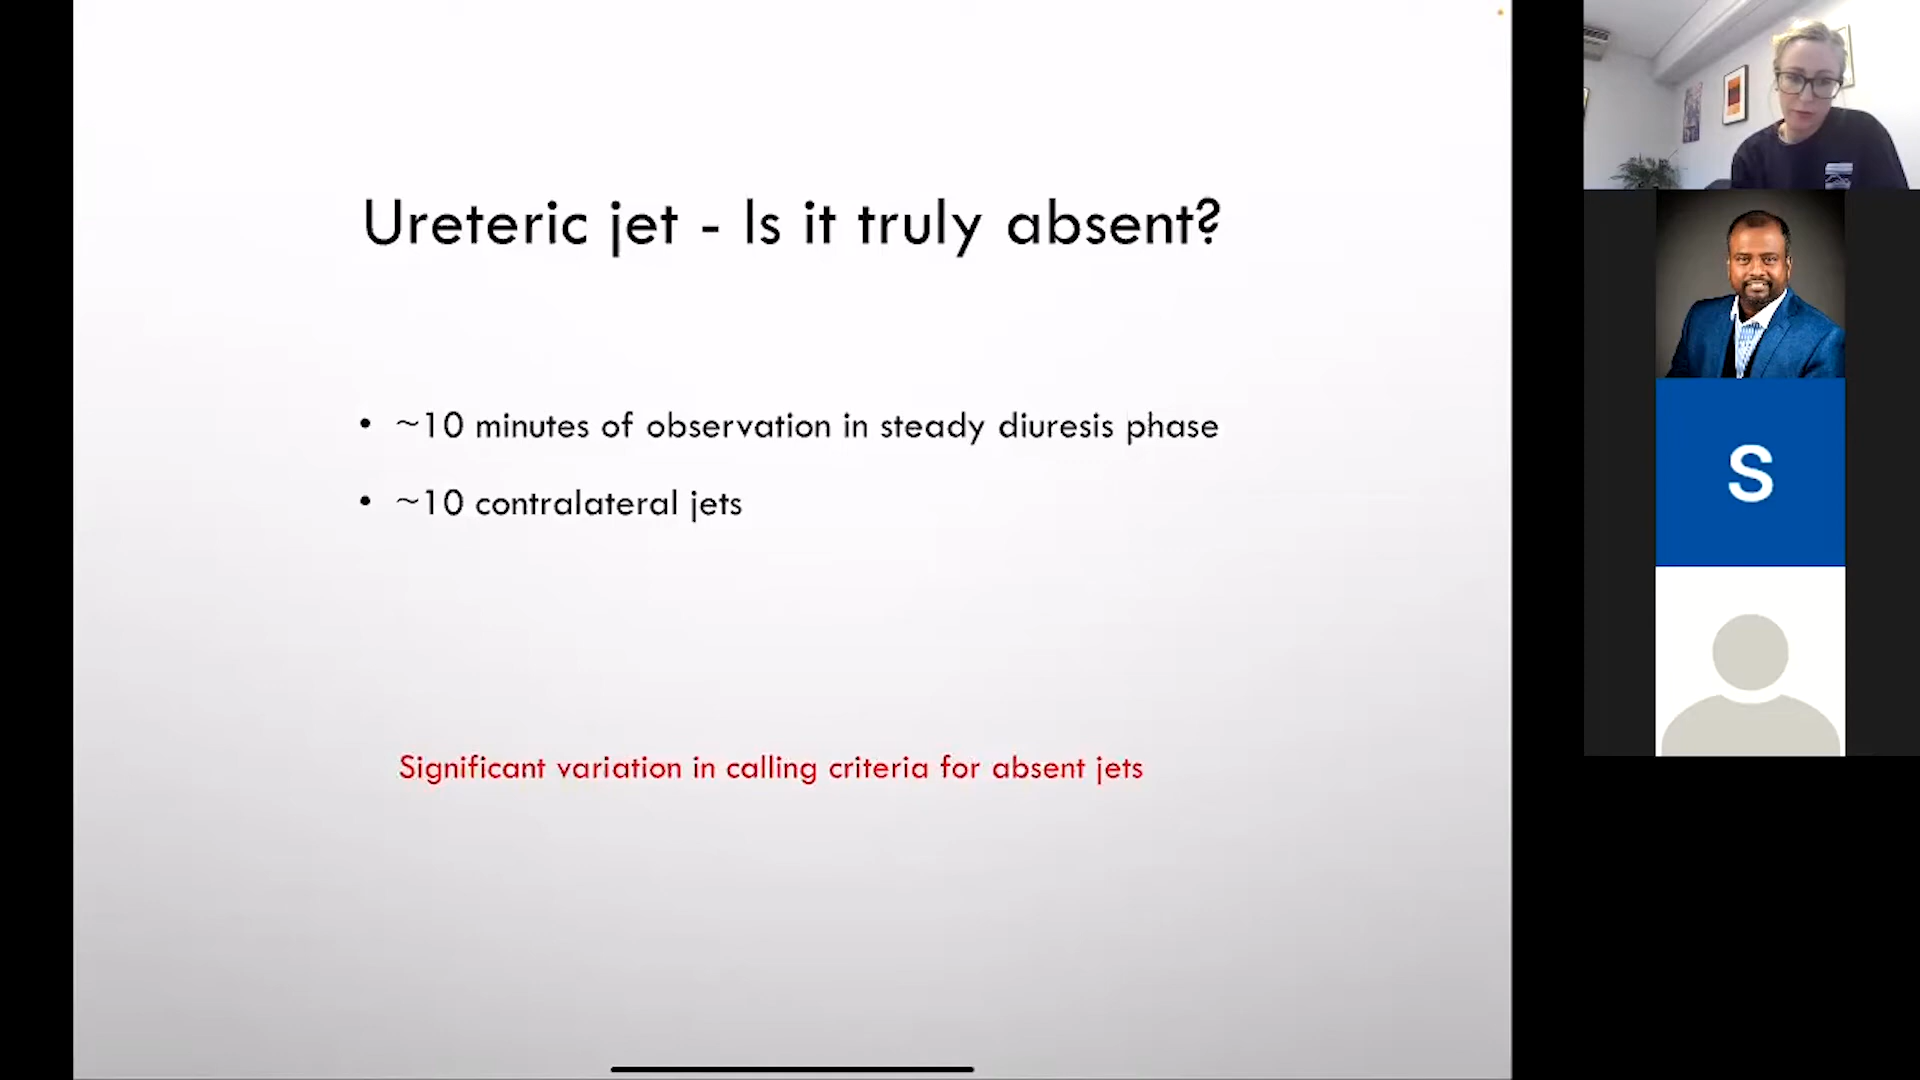 Ureteric jet - Is it truly absent?
• ~10 minutes of observation in steady diuresis phase
• ~10 contralateral jets
Significant variation in calling criteria for absent jets
S